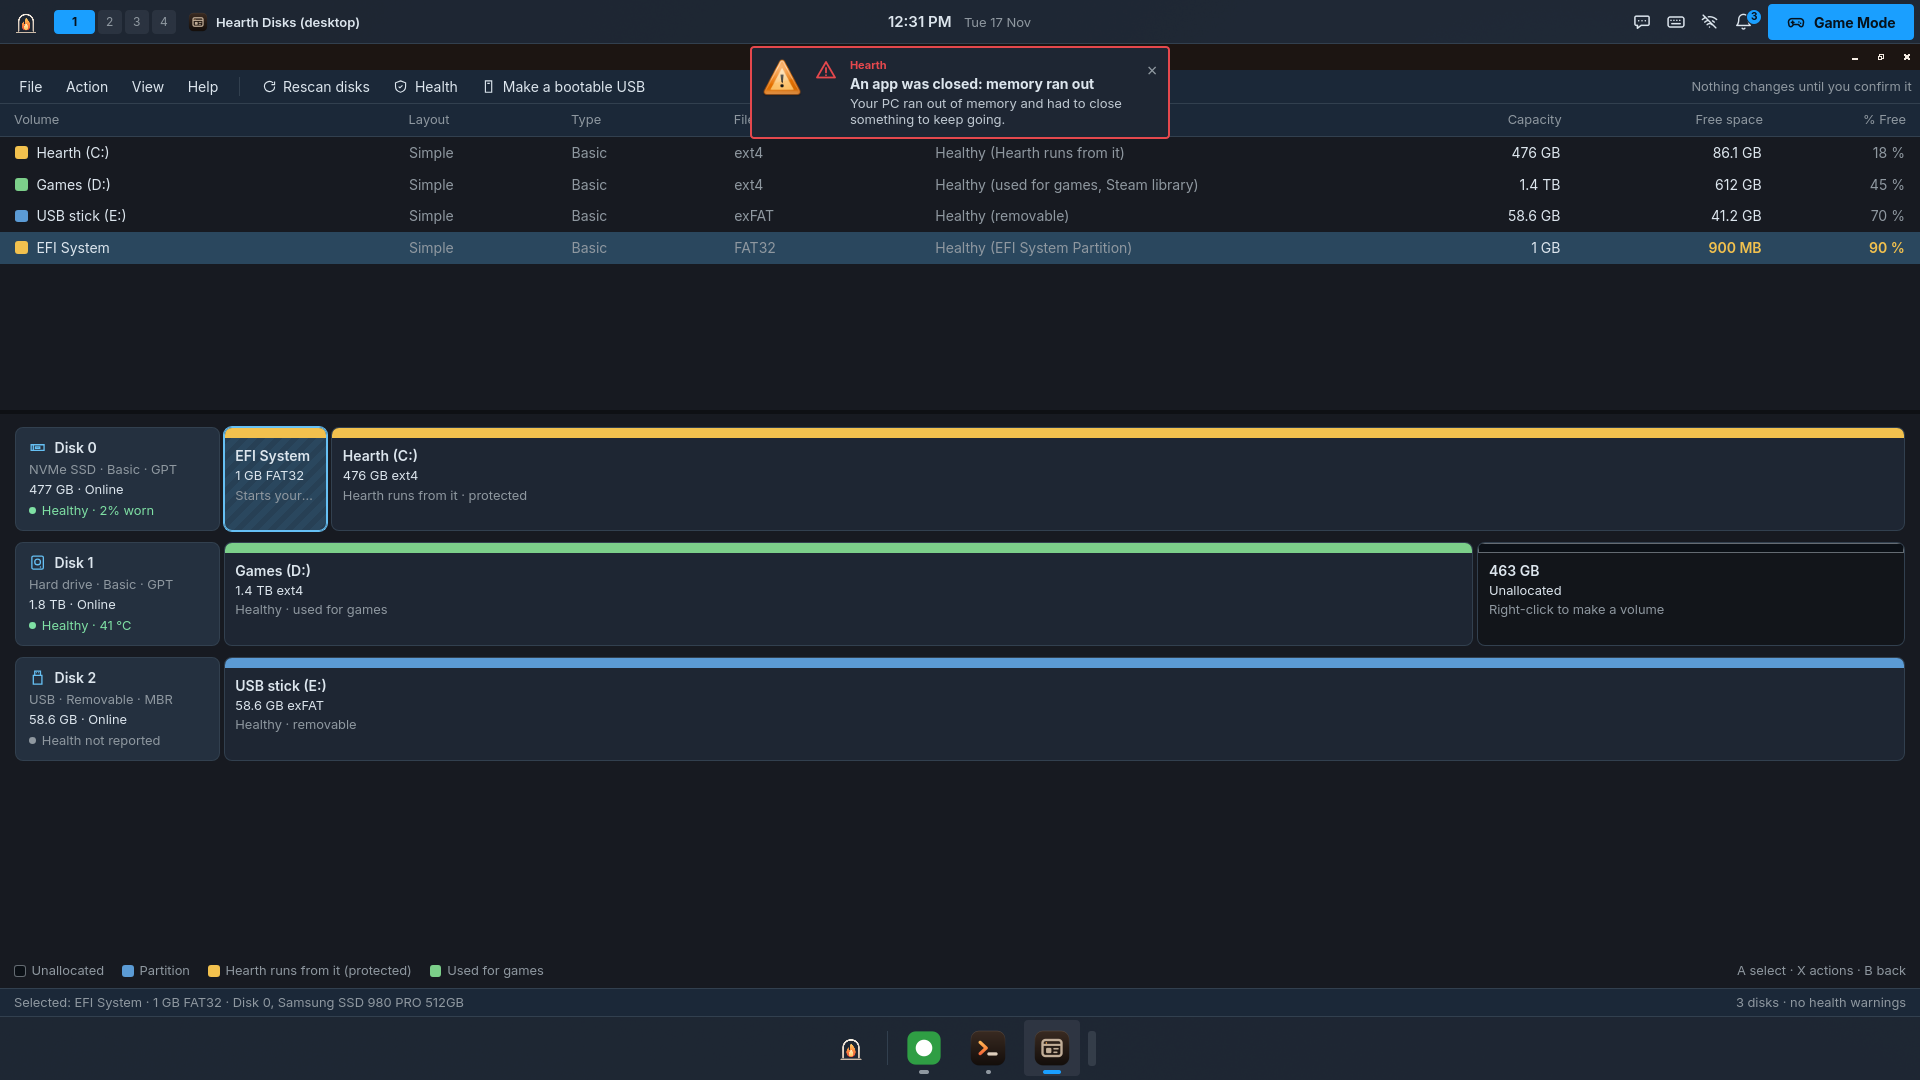 1 2 3 4 Hearth Disks (desktop) 12:31 PM Tue 17 Nov 3 Game Mode
File Action View Help Rescan disks Health Make a bootable USB Nothing changes until you confirm it
Hearth
An app was closed: memory ran out
Your PC ran out of memory and had to close
something to keep going.
Volume Layout Type Capacity Free space % Free
Hearth (C:) Simple Basic ext4 Healthy (Hearth runs from it) 476 GB 86.1 GB 18 %
Games (D:) Simple Basic ext4 Healthy (used for games, Steam library) 1.4 TB 612 GB 45 %
USB stick (E:) Simple Basic exFAT Healthy (removable) 58.6 GB 41.2 GB 70 %
EFI System Simple Basic FAT32 Healthy (EFI System Partition) 1 GB 900 MB 90 %
Disk 0
NVMe SSD · Basic · GPT
477 GB · Online
Healthy · 2% worn
EFI System
1 GB FAT32
Starts your...
Hearth (C:)
476 GB ext4
Hearth runs from it · protected
Disk 1
Hard drive · Basic · GPT
1.8 TB · Online
Healthy · 41 °C
Games (D:)
1.4 TB ext4
Healthy · used for games
463 GB
Unallocated
Right-click to make a volume
Disk 2
USB · Removable · MBR
58.6 GB · Online
Health not reported
USB stick (E:)
58.6 GB exFAT
Healthy · removable
Unallocated Partition Hearth runs from it (protected) Used for games A select · X actions · B back
Selected: EFI System · 1 GB FAT32 · Disk 0, Samsung SSD 980 PRO 512GB 3 disks · no health warnings